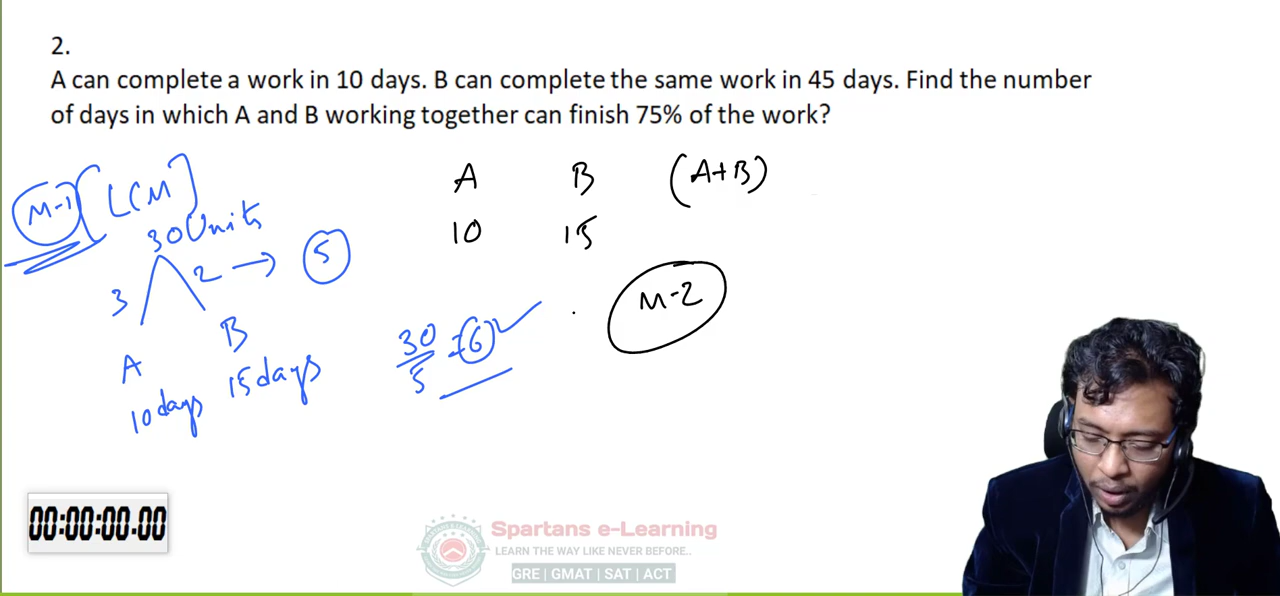 2.
A can complete a work in 10 days. B can complete the same work in 45 days. Find the number
of days in which A and B working together can finish 75% of the work?
M-1 [LCM]
30 Units
3 2 → 5
A B
10 days 15 days
30/5 = 6 ✓
A B (A+B)
10 15
M-2
00:00:00.00
Spartans e-Learning
LEARN THE WAY LIKE NEVER BEFORE..
GRE | GMAT | SAT | ACT